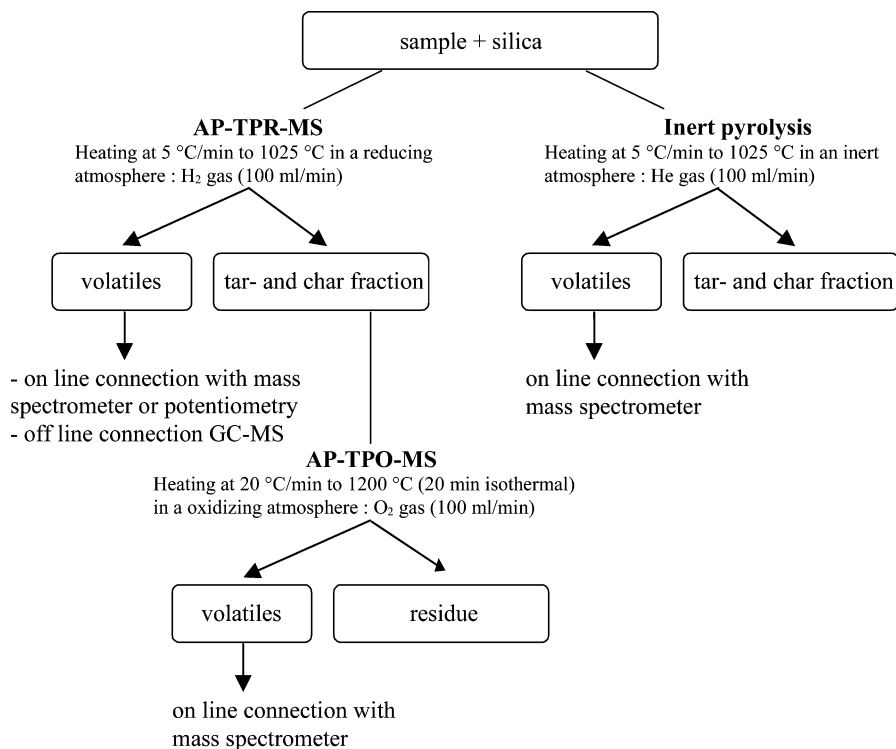 sample + silica
AP-TPR-MS
Heating at 5 °C/min to 1025 °C in a reducing
atmosphere : H₂ gas (100 ml/min)
volatiles
tar- and char fraction
- on line connection with mass
spectrometer or potentiometry
- off line connection GC-MS
Inert pyrolysis
Heating at 5 °C/min to 1025 °C in an inert
atmosphere : He gas (100 ml/min)
volatiles
tar- and char fraction
on line connection with
mass spectrometer
AP-TPO-MS
Heating at 20 °C/min to 1200 °C (20 min isothermal)
in a oxidizing atmosphere : O₂ gas (100 ml/min)
volatiles
residue
on line connection with
mass spectrometer